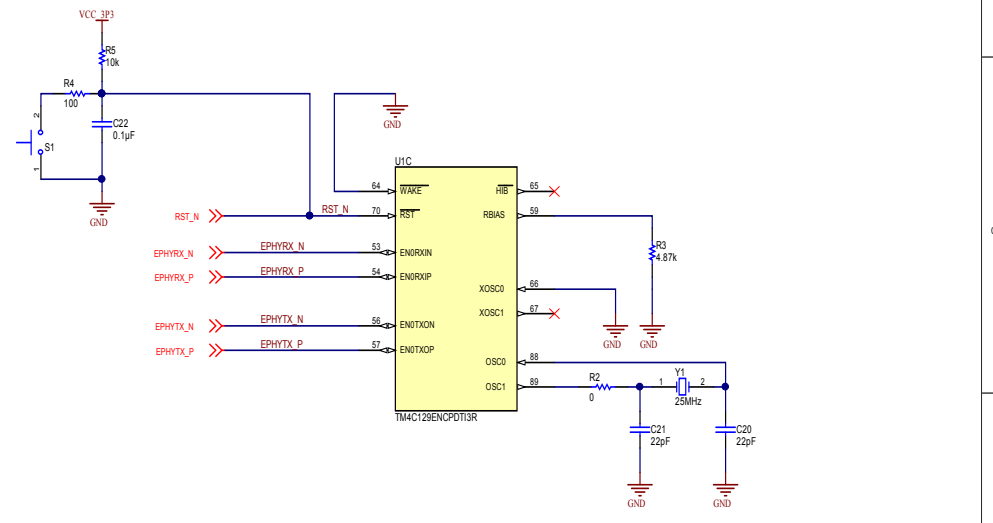 VCC_3P3
R5
10k
R4
100
C22
0.1µF
2
S1
1
GND
GND
U1C
64
WAKE
HIB
65
RST_N
RST_N
70
RST
RBIAS
59
EPHYRX_N
EPHYRX_N
53
EN0RXIN
R3
4.87k
EPHYRX_P
EPHYRX_P
54
EN0RXIP
XOSC0
66
XOSC1
67
EPHYTX_N
EPHYTX_N
56
EN0TXON
GND
GND
EPHYTX_P
EPHYTX_P
57
EN0TXOP
OSC0
88
OSC1
89
R2
0
1
Y1
2
25MHz
TM4C129ENCPDTI3R
C21
22pF
C20
22pF
GND
GND